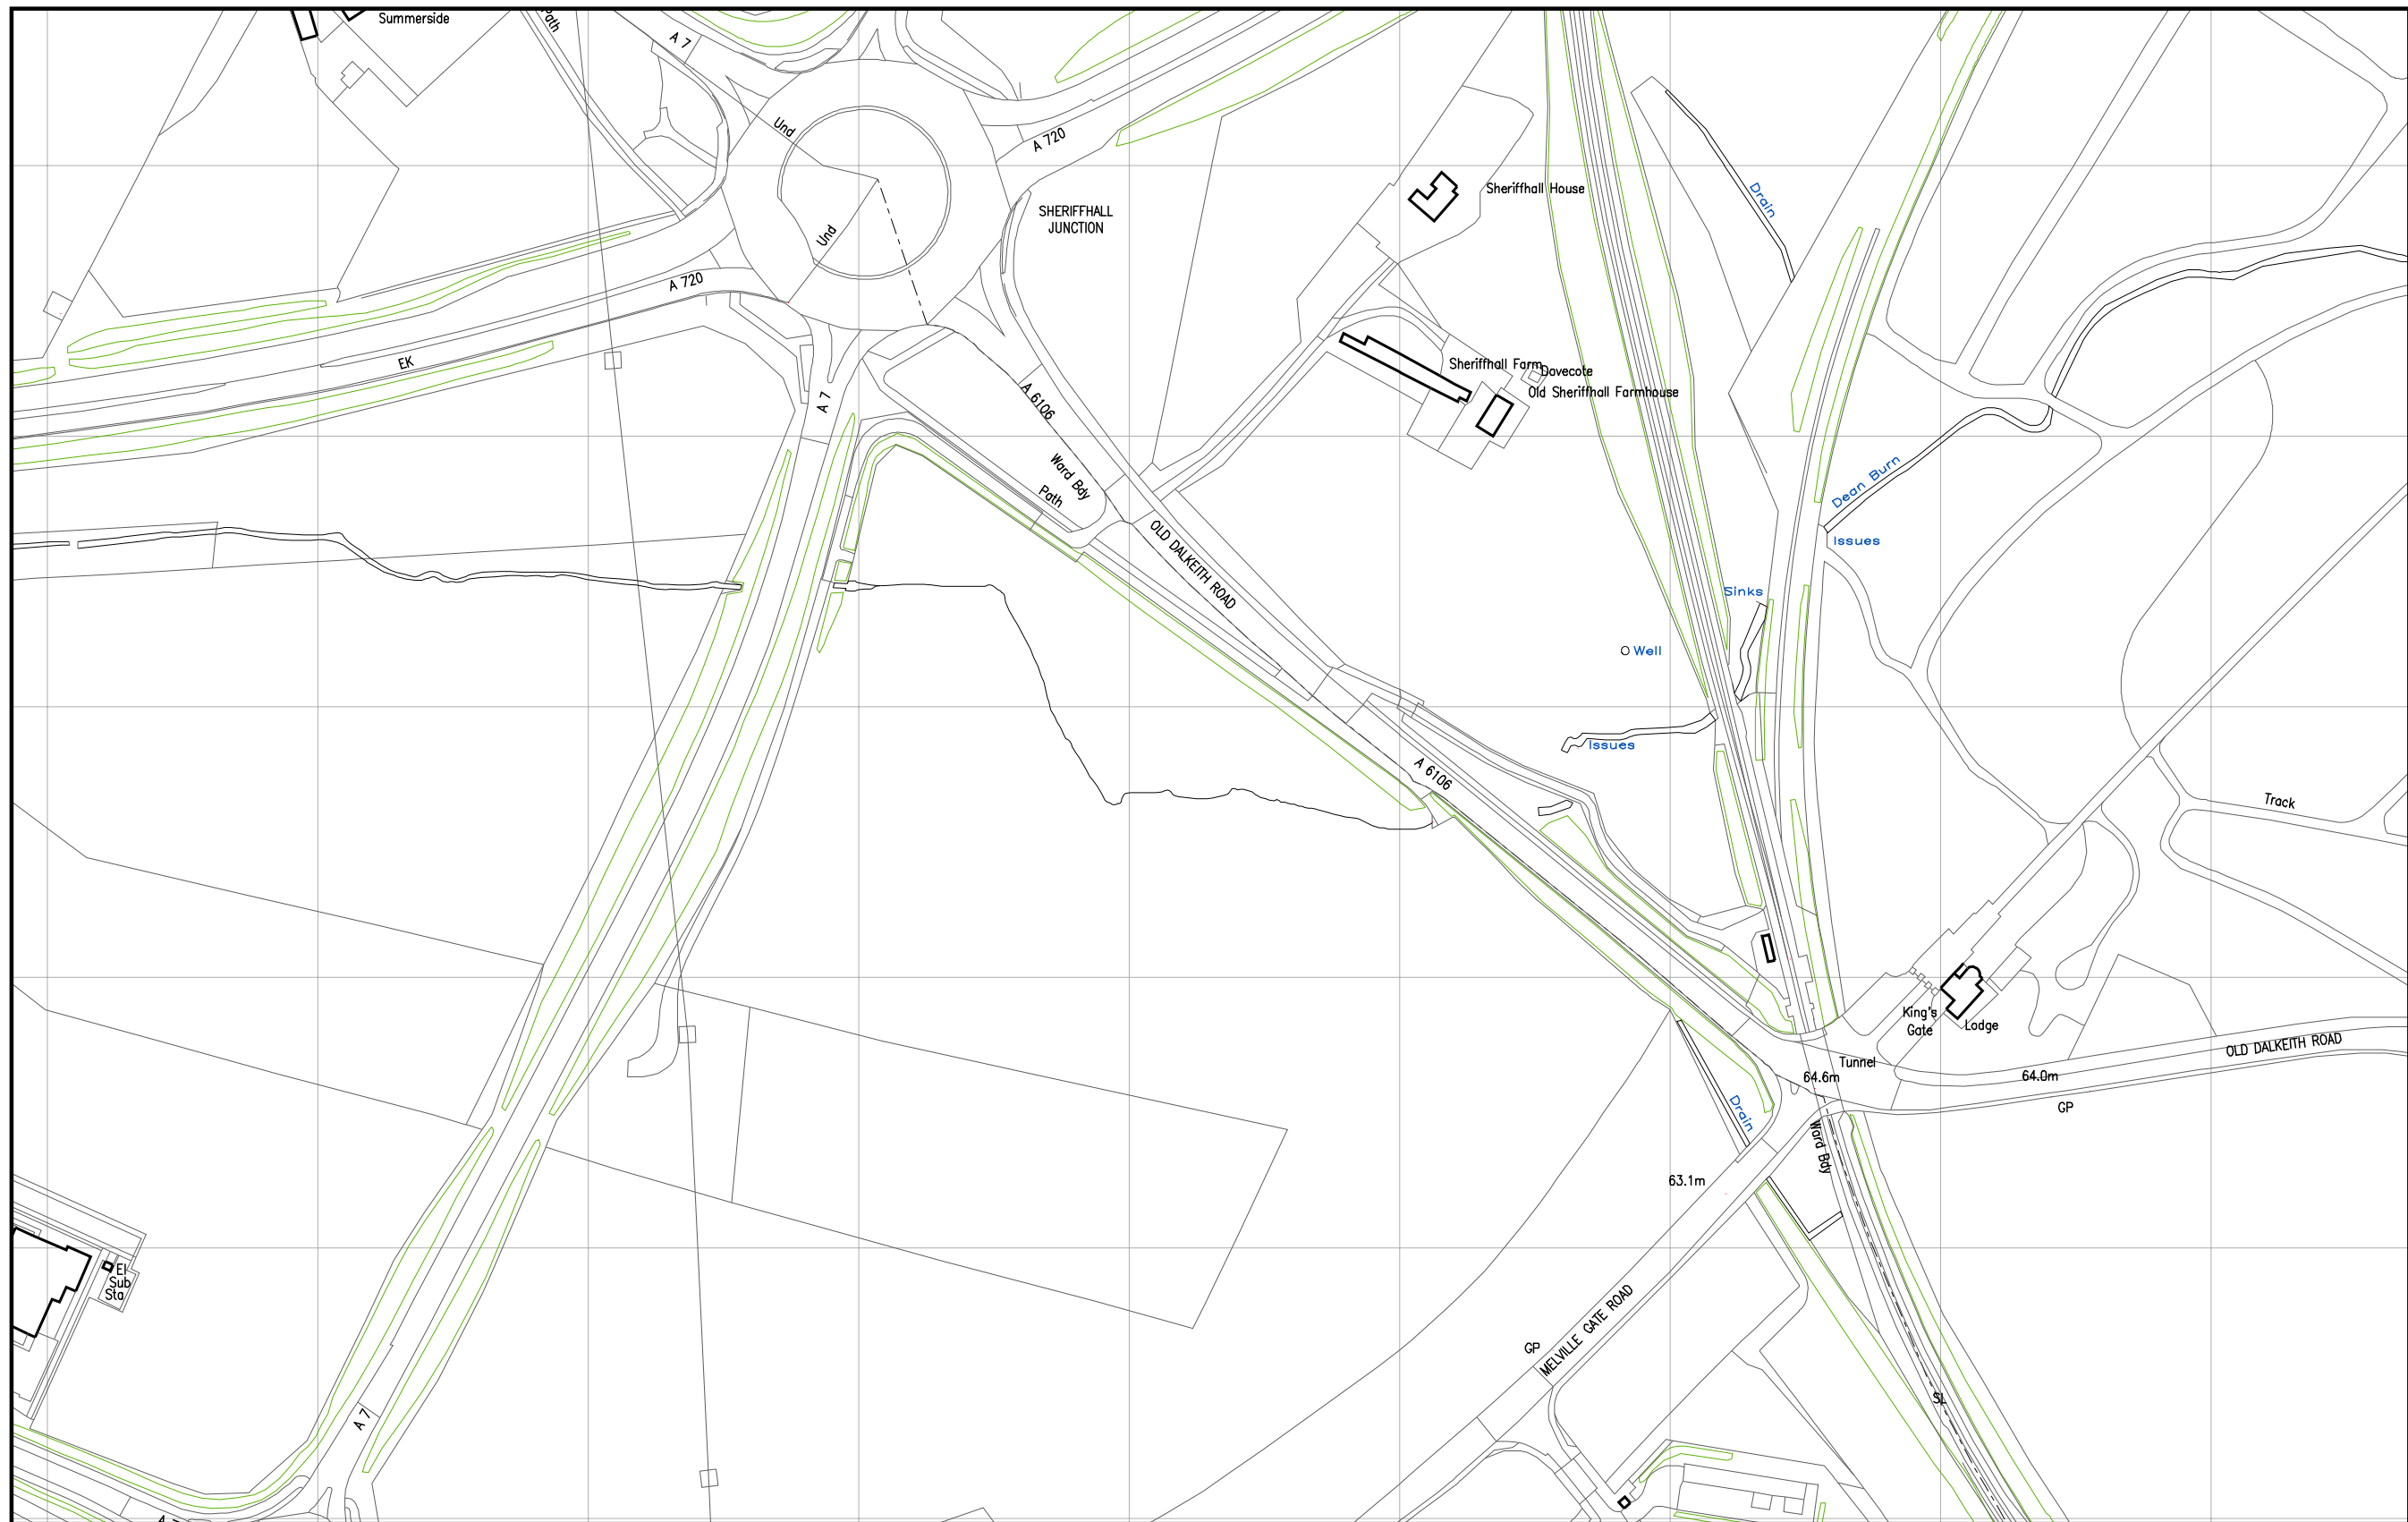 Summerside
Path
A 7
Und
A 720
Drain
Sheriffhall House
SHERIFFHALL
JUNCTION
Und
A 720
EK
A 7
A 6106
Sheriffhall Farm
Dovecote
Old Sheriffhall Farmhouse
Ward Bdy
Path
Dean Burn
Issues
OLD DALKEITH ROAD
Sinks
Well
Issues
A 6106
Track
King's
Gate
Lodge
OLD DALKEITH ROAD
Tunnel
64.6m
64.0m
GP
Drain
Ward Bdy
63.1m
El
Sub
Sta
MELVILLE GATE ROAD
GP
SL
A 7